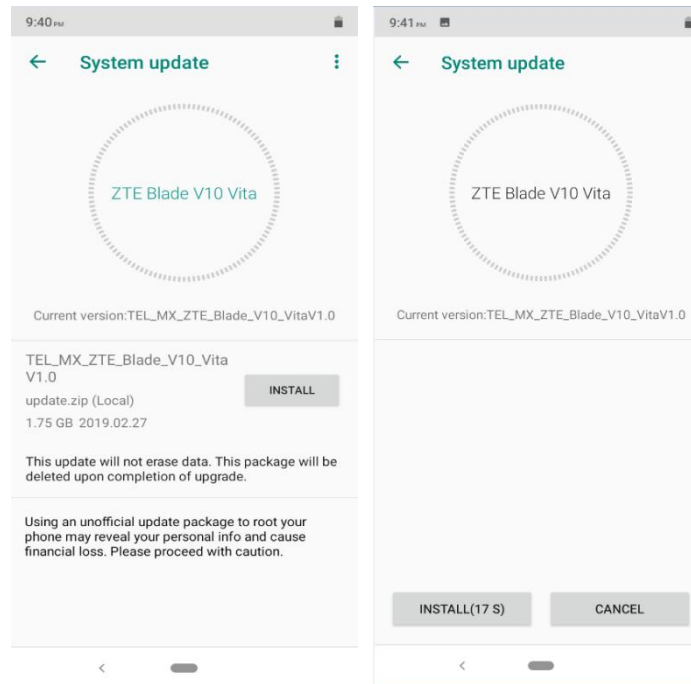 9:40 PM
System update
ZTE Blade V10 Vita
Current version:TEL_MX_ZTE_Blade_V10_VitaV1.0
TEL_MX_ZTE_Blade_V10_Vita
V1.0
update.zip (Local)
1.75 GB 2019.02.27
INSTALL
This update will not erase data. This package will be
deleted upon completion of upgrade.
Using an unofficial update package to root your
phone may reveal your personal info and cause
financial loss. Please proceed with caution.
9:41 PM
System update
ZTE Blade V10 Vita
Current version:TEL_MX_ZTE_Blade_V10_VitaV1.0
INSTALL(17 S)
CANCEL